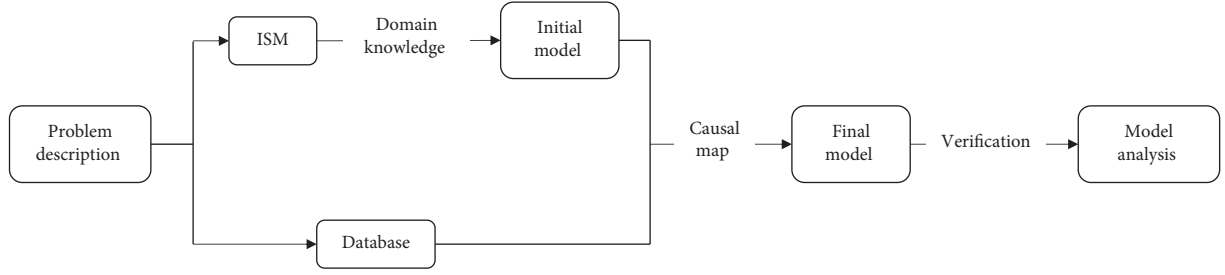 ISM
Domain
knowledge
Initial
model
Problem
description
Causal
map
Final
model
Verification
Model
analysis
Database